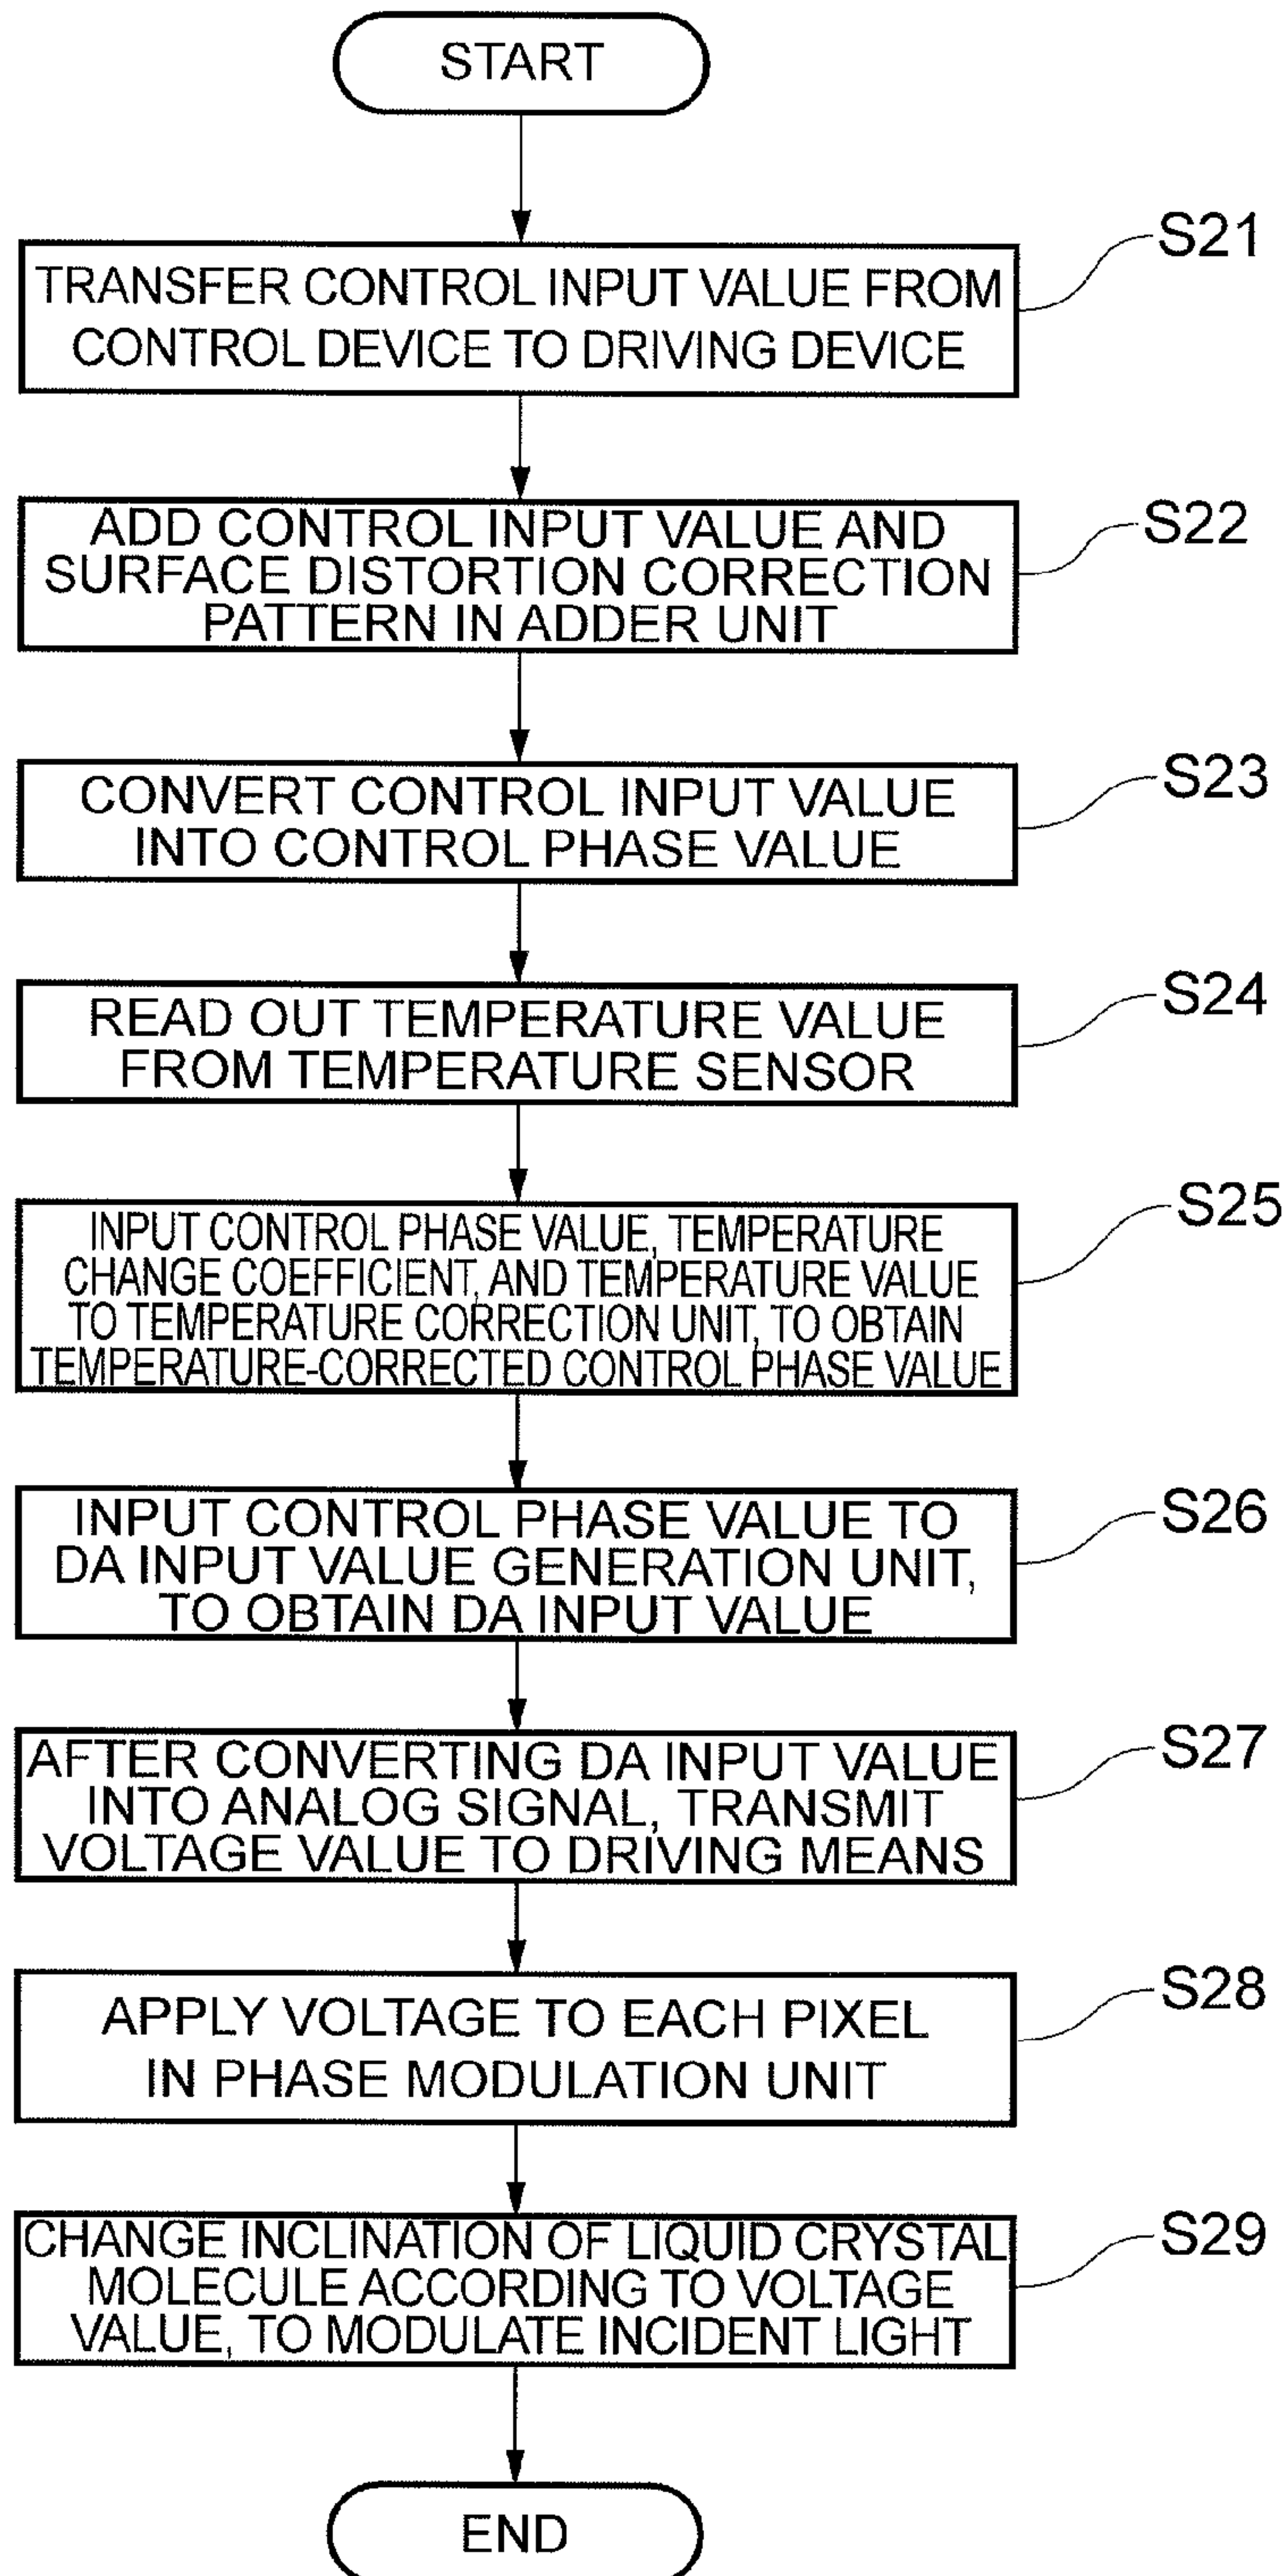 START
S21
TRANSFER CONTROL INPUT VALUE FROM
CONTROL DEVICE TO DRIVING DEVICE
S22
ADD CONTROL INPUT VALUE AND
SURFACE DISTORTION CORRECTION
PATTERN IN ADDER UNIT
S23
CONVERT CONTROL INPUT VALUE
INTO CONTROL PHASE VALUE
S24
READ OUT TEMPERATURE VALUE
FROM TEMPERATURE SENSOR
S25
INPUT CONTROL PHASE VALUE, TEMPERATURE
CHANGE COEFFICIENT, AND TEMPERATURE VALUE
TO TEMPERATURE CORRECTION UNIT, TO OBTAIN
TEMPERATURE-CORRECTED CONTROL PHASE VALUE
S26
INPUT CONTROL PHASE VALUE TO
DA INPUT VALUE GENERATION UNIT,
TO OBTAIN DA INPUT VALUE
S27
AFTER CONVERTING DA INPUT VALUE
INTO ANALOG SIGNAL, TRANSMIT
VOLTAGE VALUE TO DRIVING MEANS
S28
APPLY VOLTAGE TO EACH PIXEL
IN PHASE MODULATION UNIT
S29
CHANGE INCLINATION OF LIQUID CRYSTAL
MOLECULE ACCORDING TO VOLTAGE
VALUE, TO MODULATE INCIDENT LIGHT
END